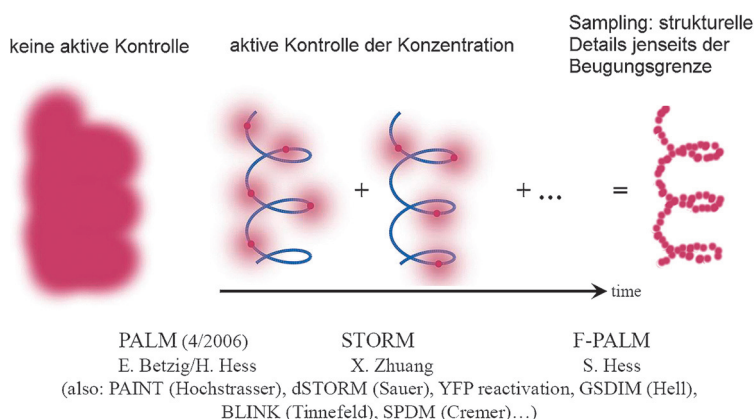 keine aktive Kontrolle
aktive Kontrolle der Konzentration
Sampling: strukturelle
Details jenseits der
Beugungsgrenze
+
+ ...
=
time
PALM (4/2006)
STORM
F-PALM
E. Betzig/H. Hess
X. Zhuang
S. Hess
(also: PAINT (Hochstrasser), dSTORM (Sauer), YFP reactivation, GSDIM (Hell),
BLINK (Tinnefeld), SPDM (Cremer)…)